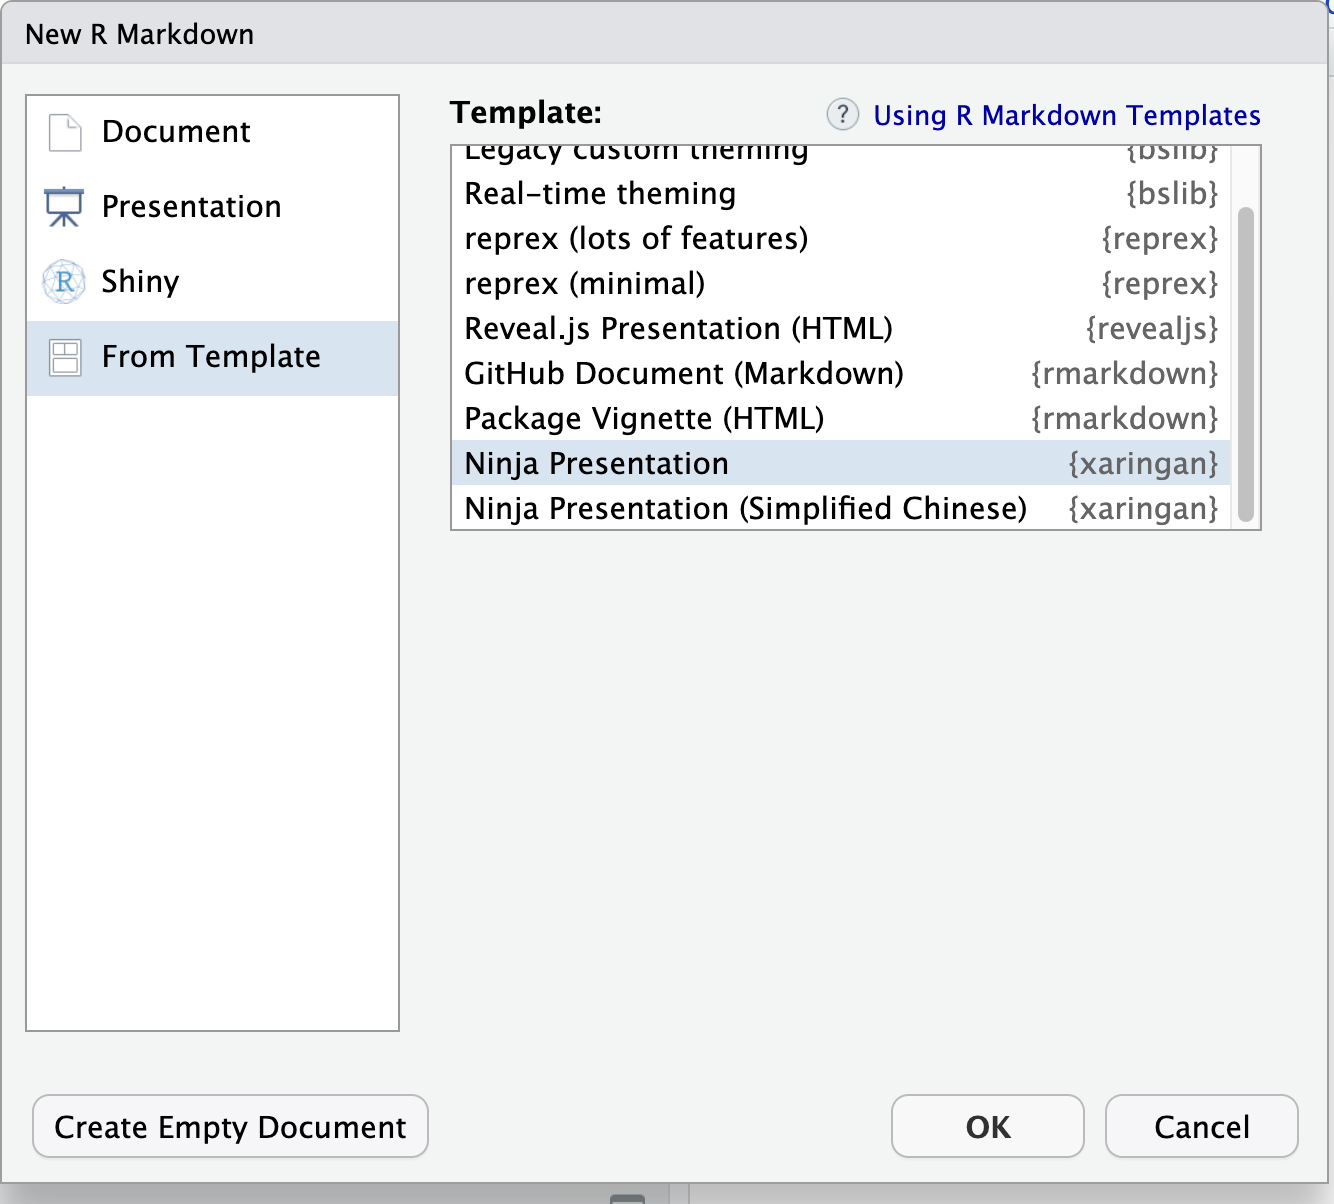 New R Markdown
Document
Presentation
Shiny
From Template
Template:
? Using R Markdown Templates
Legacy custom theming {bslib}
Real-time theming {bslib}
reprex (lots of features) {reprex}
reprex (minimal) {reprex}
Reveal.js Presentation (HTML) {revealjs}
GitHub Document (Markdown) {rmarkdown}
Package Vignette (HTML) {rmarkdown}
Ninja Presentation {xaringan}
Ninja Presentation (Simplified Chinese) {xaringan}
Create Empty Document
OK
Cancel